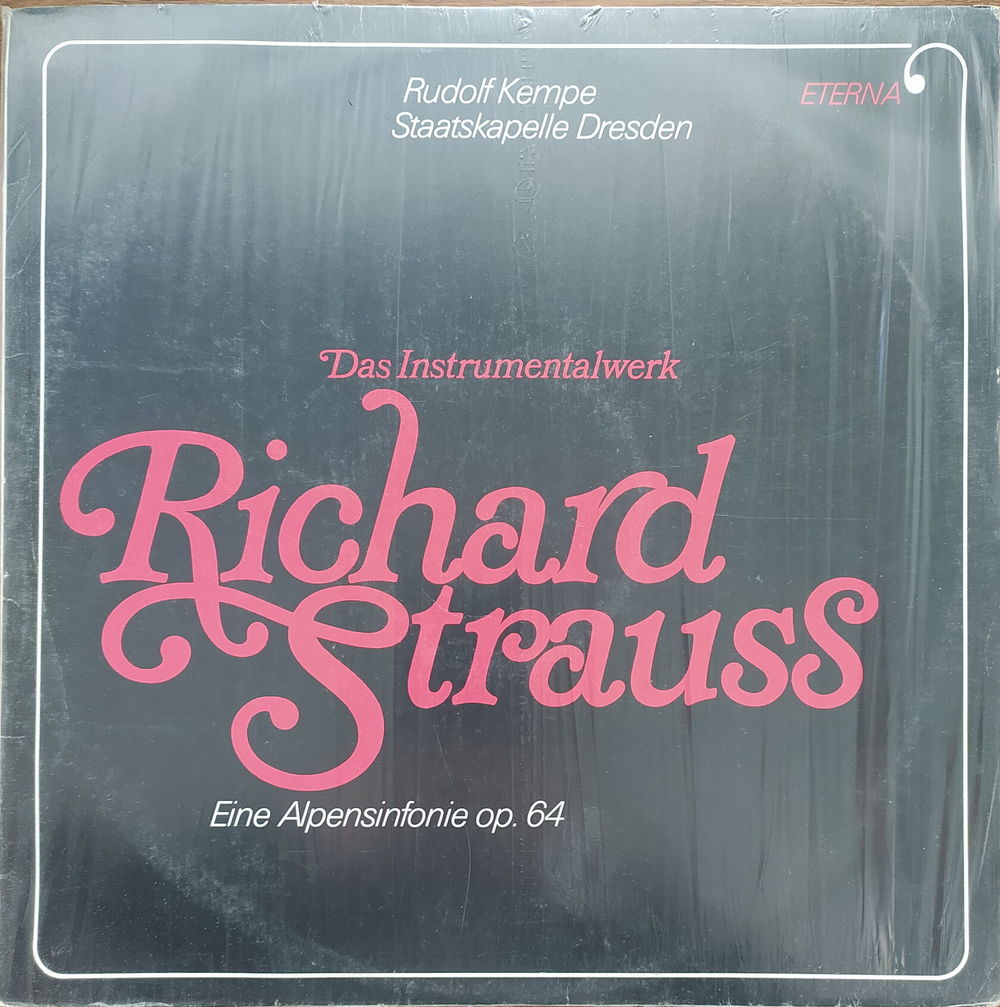 Rudolf Kempe
Staatskapelle Dresden
ETERNA
Das Instrumentalwerk
Richard
Strauss
Eine Alpensinfonie op. 64